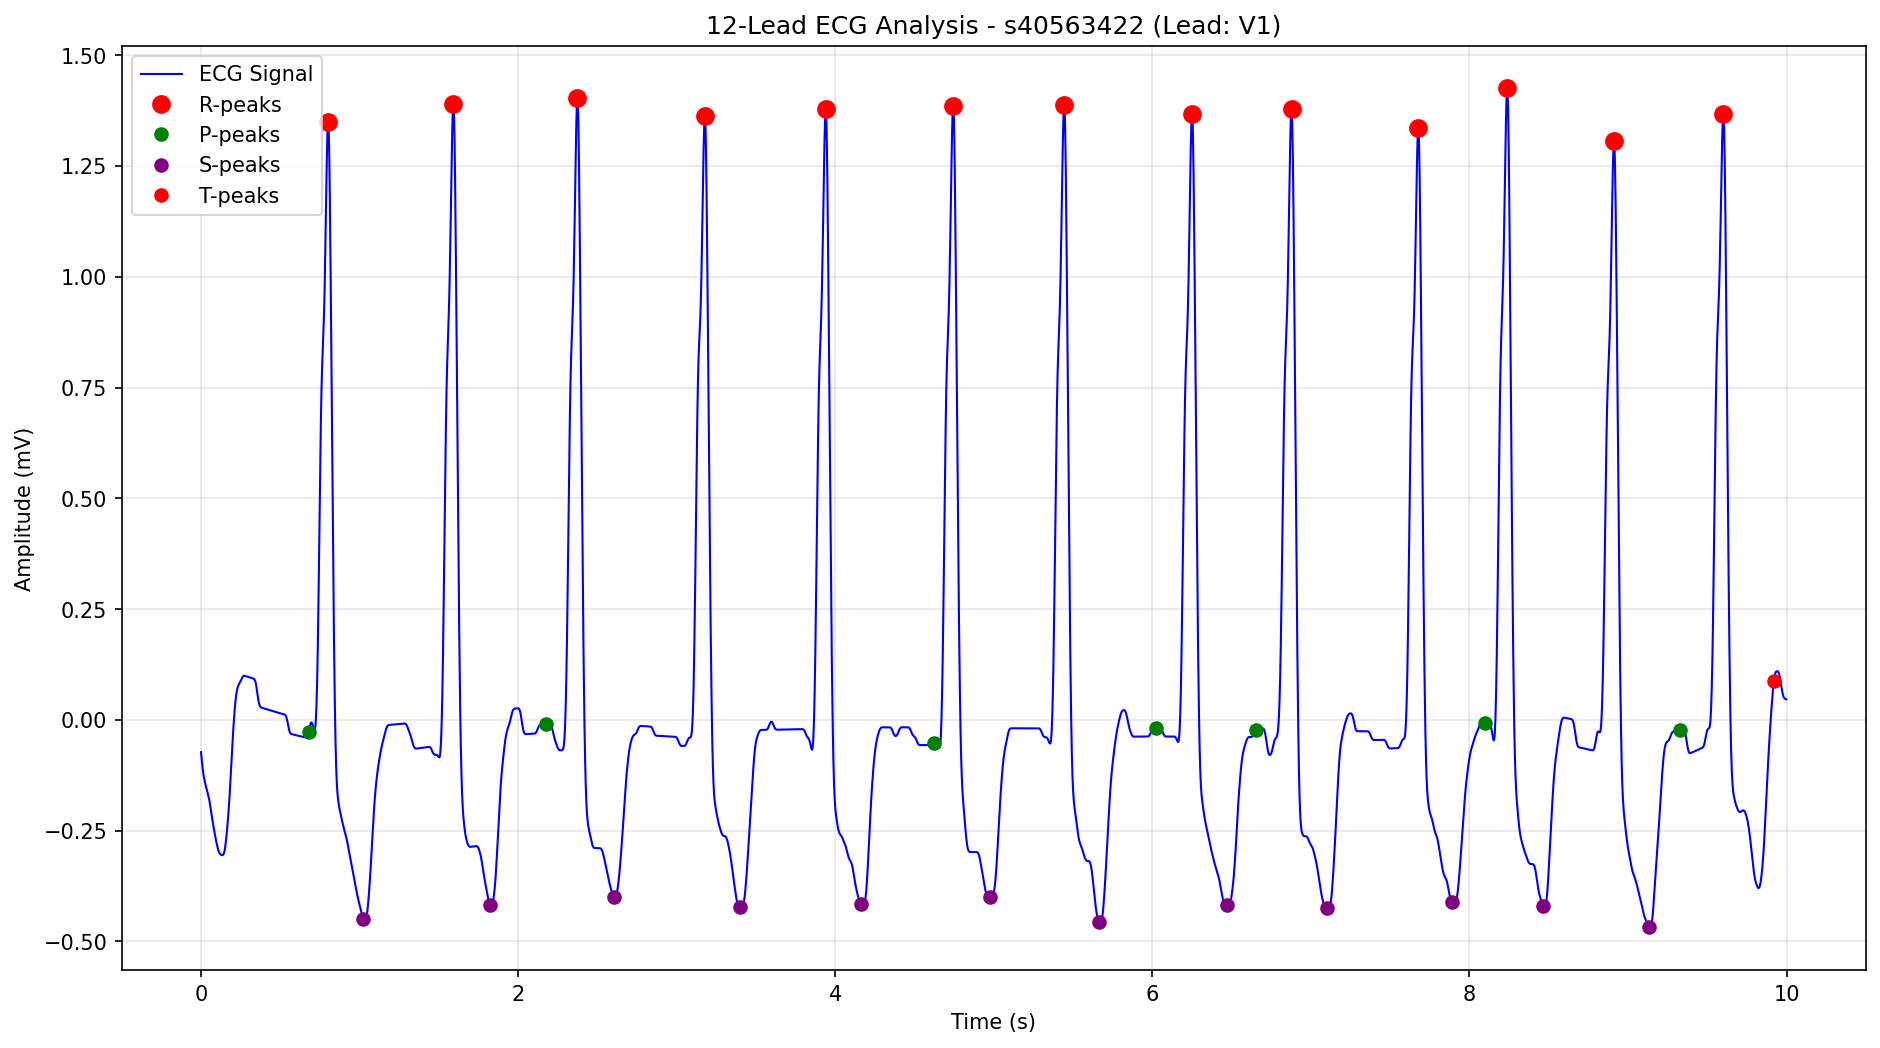 12-Lead ECG Analysis - s40563422 (Lead: V1)
ECG Signal
R-peaks
P-peaks
S-peaks
T-peaks
1.50
1.25
1.00
0.75
0.50
0.25
0.00
−0.25
−0.50
Amplitude (mV)
0 2 4 6 8 10
Time (s)